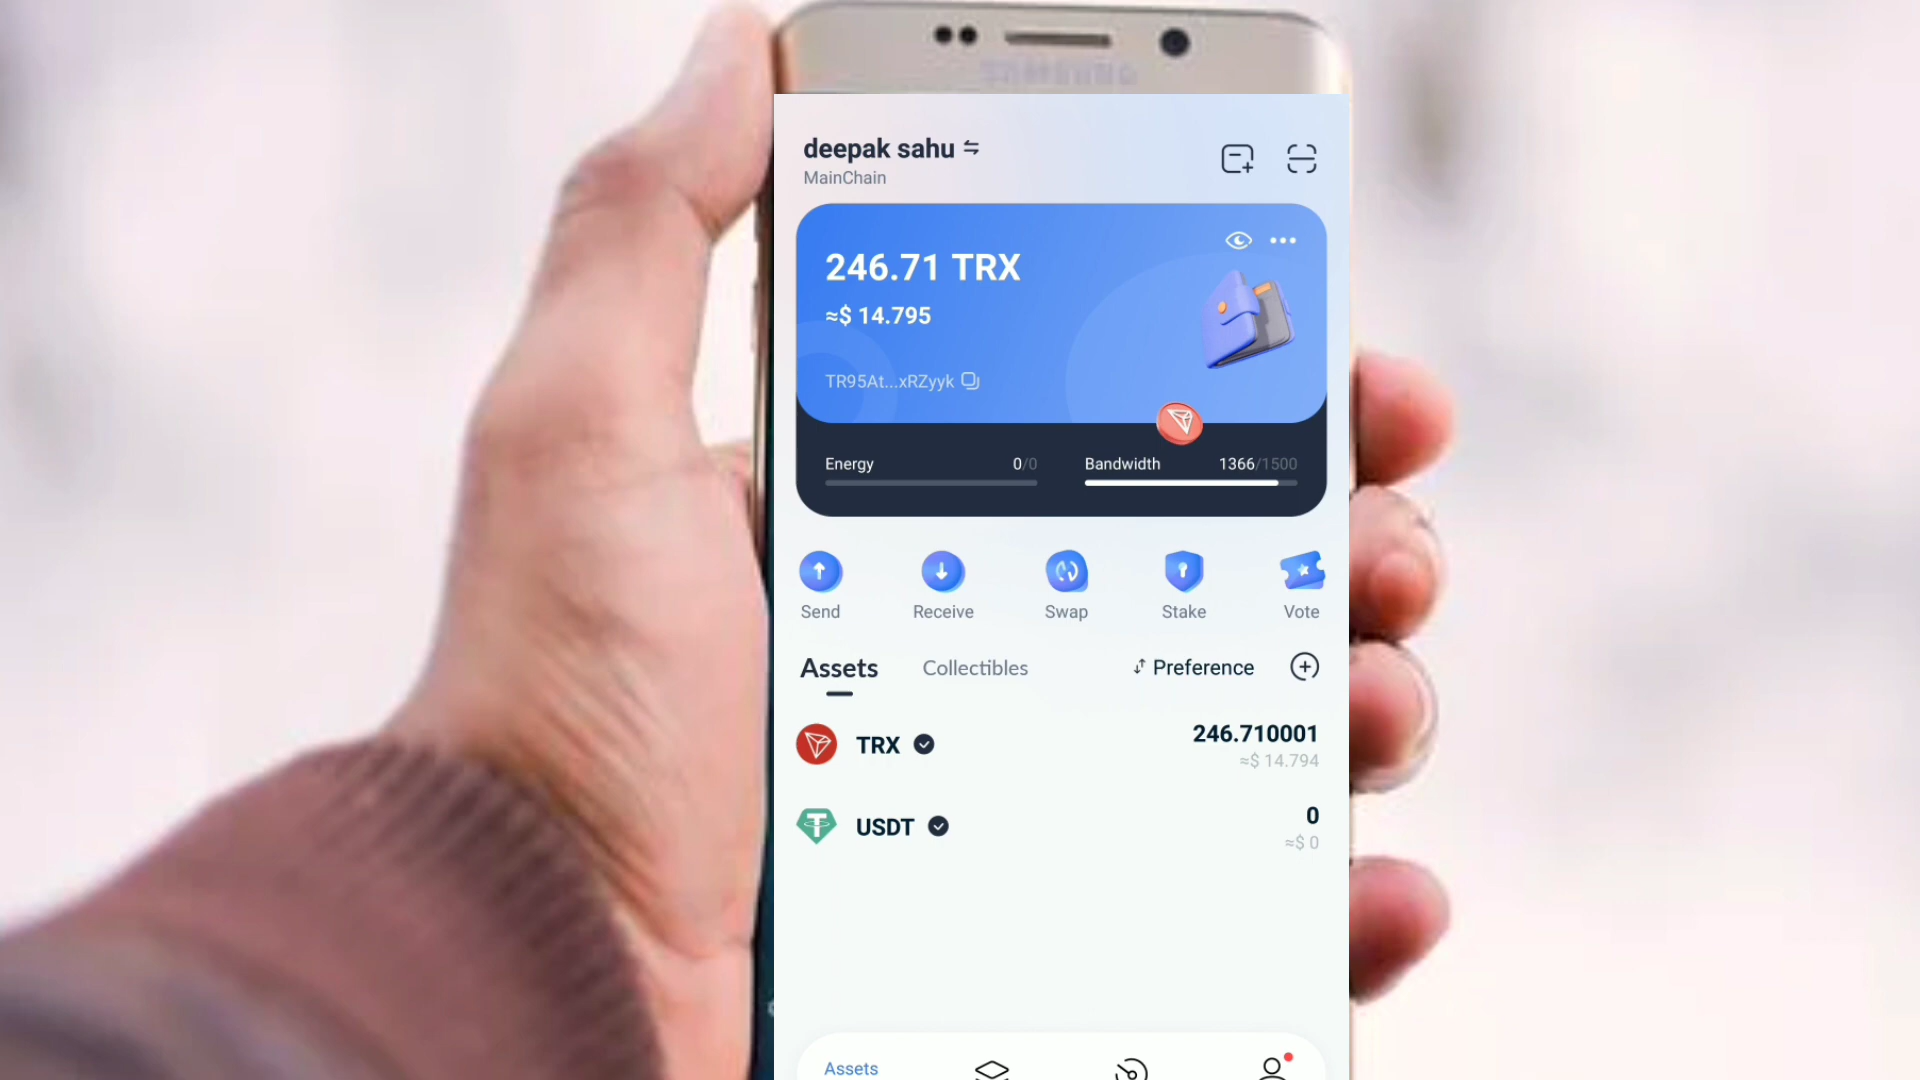 SAMSUNG
deepak sahu
MainChain
246.71 TRX
≈$ 14.795
TR95At...xRZyyk
Energy 0/0 Bandwidth 1366/1500
Send Receive Swap Stake Vote
Assets Collectibles Preference
TRX 246.710001
≈$ 14.794
USDT 0
≈$ 0
Assets